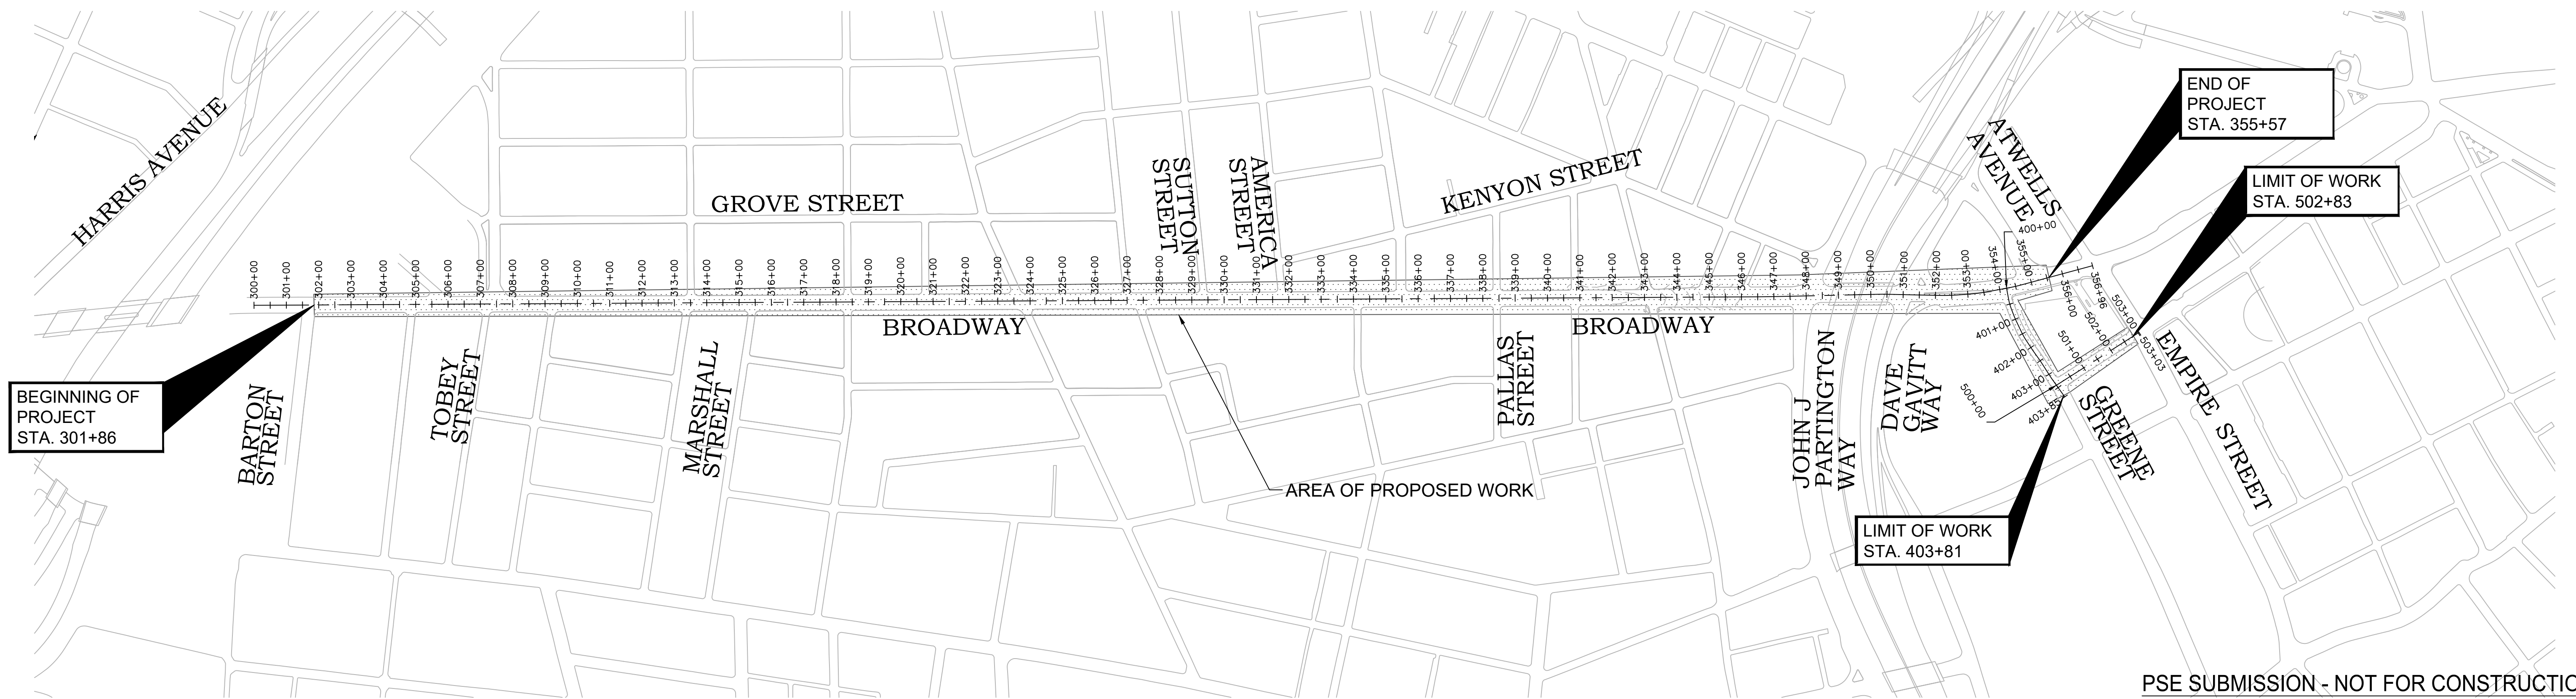 HARRIS AVENUE
GROVE STREET
SUTTON
STREET
AMERICA
STREET
KENYON STREET
ATWELLS
AVENUE
END OF
PROJECT
STA. 355+57
LIMIT OF WORK
STA. 502+83
300+00
301+00
302+00
303+00
304+00
305+00
306+00
307+00
308+00
309+00
310+00
311+00
312+00
313+00
314+00
315+00
316+00
317+00
318+00
319+00
320+00
321+00
322+00
323+00
324+00
325+00
326+00
327+00
328+00
329+00
330+00
331+00
332+00
333+00
334+00
335+00
336+00
337+00
338+00
339+00
340+00
341+00
342+00
343+00
344+00
345+00
346+00
347+00
348+00
349+00
350+00
351+00
352+00
353+00
354+00
355+00
356+00
356+96
400+00
401+00
402+00
403+00
403+85
500+00
501+00
502+00
503+00
503+03
BROADWAY
BROADWAY
BEGINNING OF
PROJECT
STA. 301+86
BARTON
STREET
TOBEY
STREET
MARSHALL
STREET
PALLAS
STREET
JOHN J
PARTINGTON
WAY
DAVE
GAVITT
WAY
GREENE
STREET
EMPIRE STREET
AREA OF PROPOSED WORK
LIMIT OF WORK
STA. 403+81
PSE SUBMISSION - NOT FOR CONSTRUCTIO